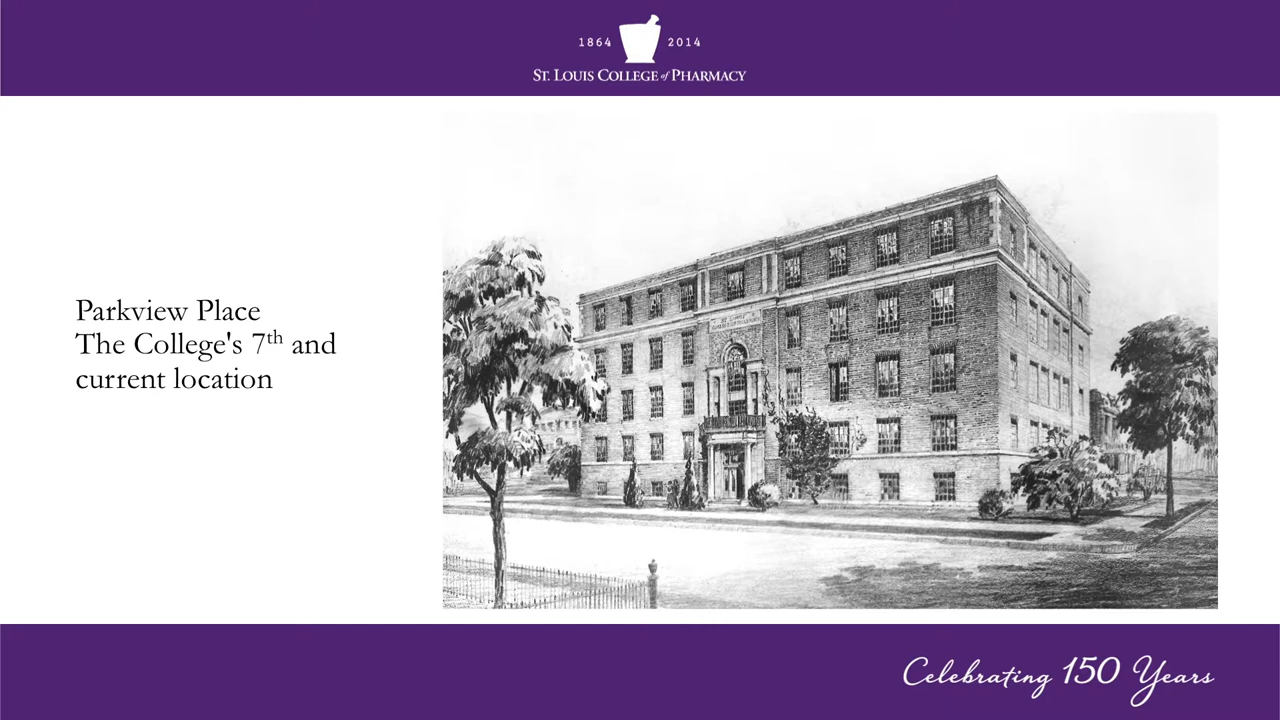 1864 2014
ST. LOUIS COLLEGE of PHARMACY
Parkview Place
The College's 7th and
current location
Celebrating 150 Years